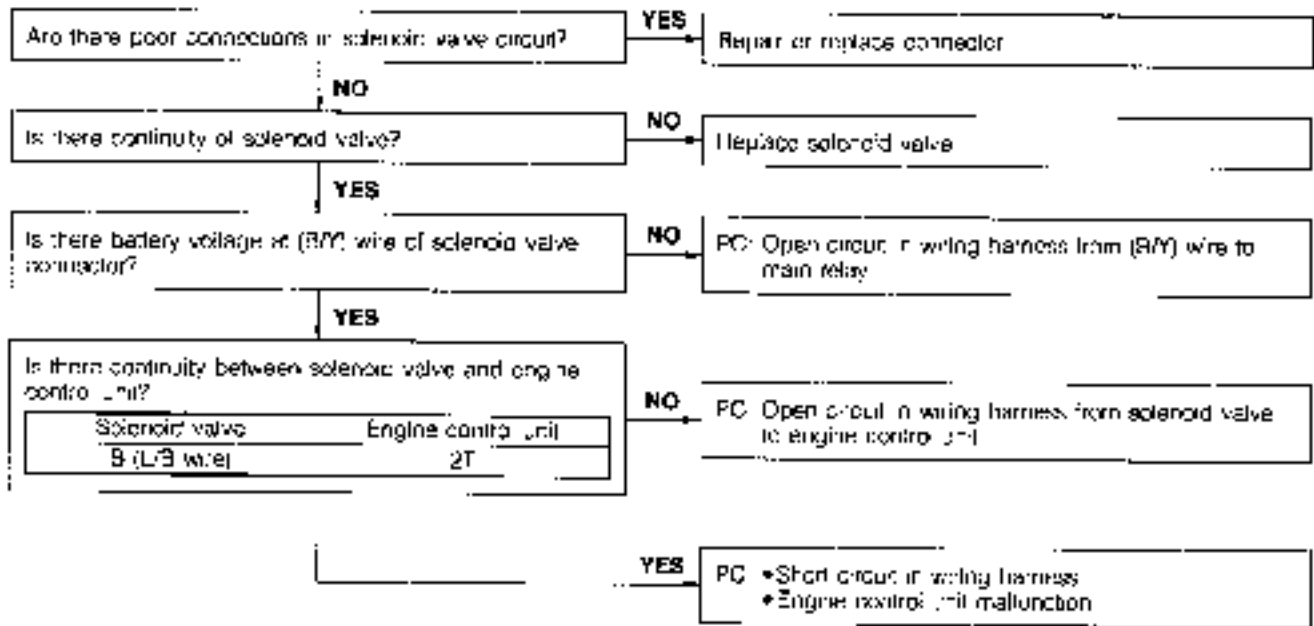 Are there poor connections in solenoid valve circuit?
YES
Repair or replace connector
NO
Is there continuity of solenoid valve?
NO
Replace solenoid valve
YES
Is there battery voltage at (B/Y) wire of solenoid valve
connector?
NO
PC: Open circuit in wiring harness from (B/Y) wire to
main relay
YES
Is there continuity between solenoid valve and engine
control unit?
Solenoid valve Engine control unit
(L/B wire) 2T
NO
PC: Open circuit in wiring harness from solenoid valve
to engine control unit
YES
PC: •Short circuit in wiring harness
•Engine control unit malfunction